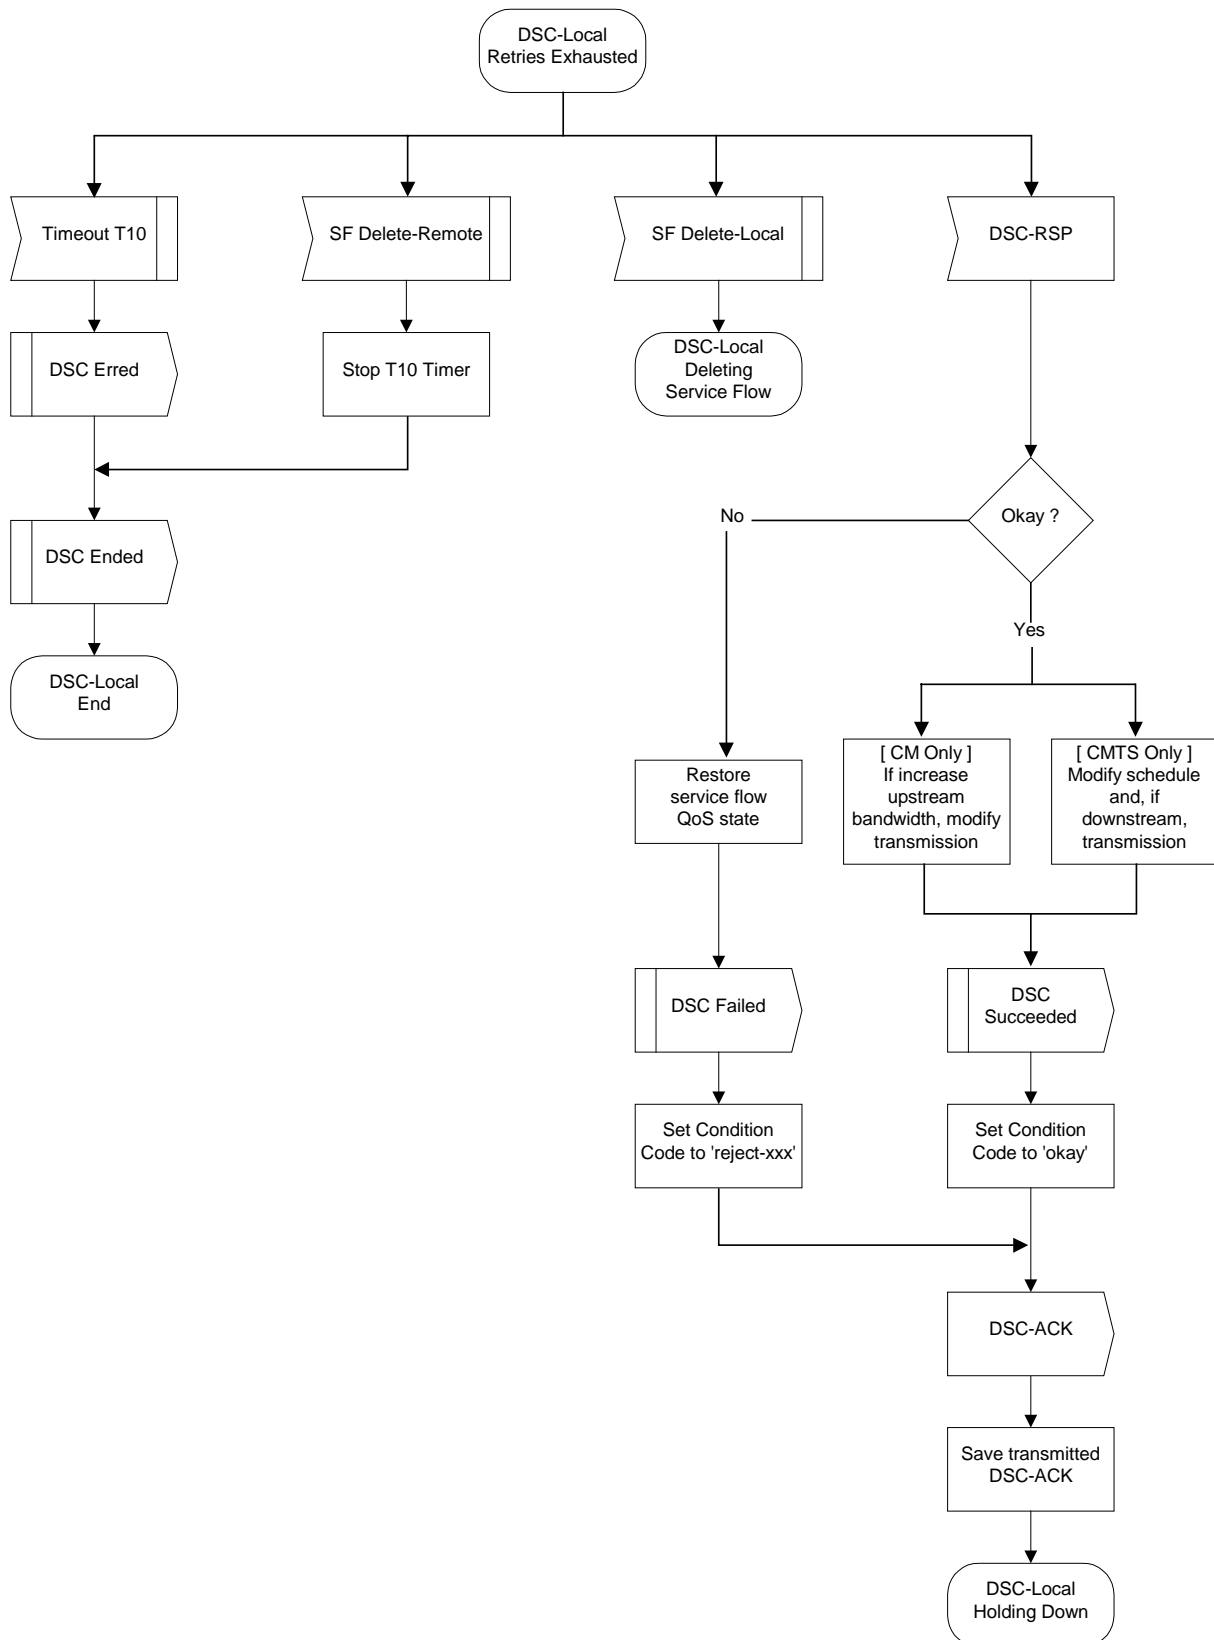 DSC-Local
Retries Exhausted
Timeout T10
SF Delete-Remote
SF Delete-Local
DSC-RSP
DSC Erred
Stop T10 Timer
DSC-Local
Deleting
Service Flow
No
Okay ?
DSC Ended
Yes
DSC-Local
End
Restore
service flow
QoS state
[ CM Only ]
If increase
upstream
bandwidth, modify
transmission
[ CMTS Only ]
Modify schedule
and, if
downstream,
transmission
DSC Failed
DSC
Succeeded
Set Condition
Code to 'reject-xxx'
Set Condition
Code to 'okay'
DSC-ACK
Save transmitted
DSC-ACK
DSC-Local
Holding Down